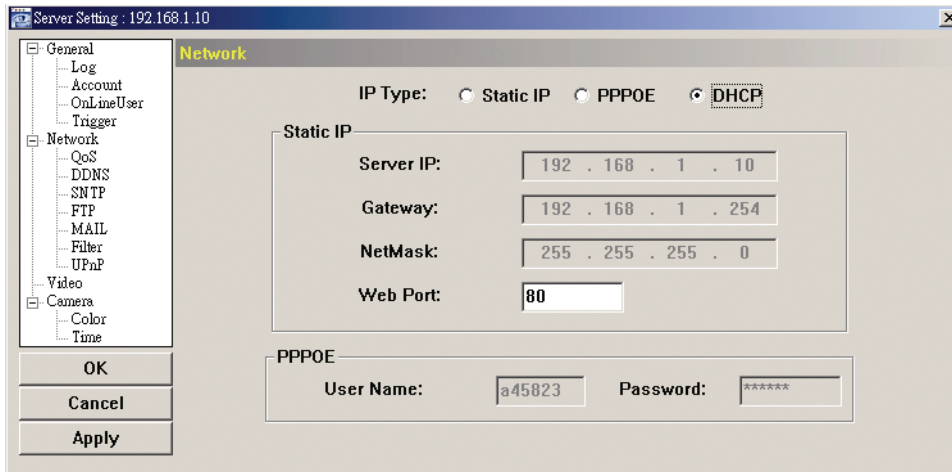 Server Setting : 192.168.1.10
General
Log
Account
OnLineUser
Trigger
Network
QoS
DDNS
SNTP
FTP
MAIL
Filter
UPnP
Video
Camera
Color
Time
OK
Cancel
Apply
Network
IP Type: Static IP PPPOE DHCP
Static IP
Server IP: 192 . 168 . 1 . 10
Gateway: 192 . 168 . 1 . 254
NetMask: 255 . 255 . 255 . 0
Web Port: 80
PPPOE
User Name: a45823 Password: ******